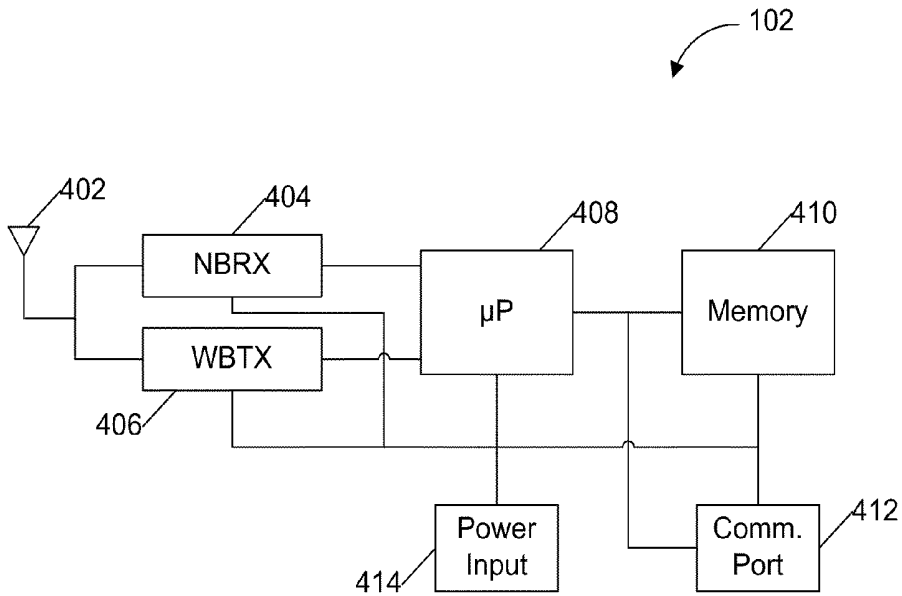 102
402
404
408
410
NBRX
µP
Memory
WBTX
406
Power
Input
414
Comm.
Port
412